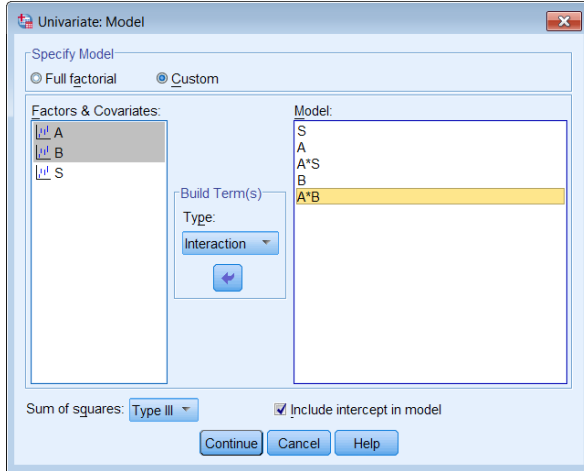 Univariate: Model
Specify Model
Full factorial
Custom
Factors & Covariates:
A
B
S
Build Term(s)
Type:
Interaction
Model:
S
A
A*S
B
A*B
Sum of squares: Type III
Include intercept in model
Continue Cancel Help